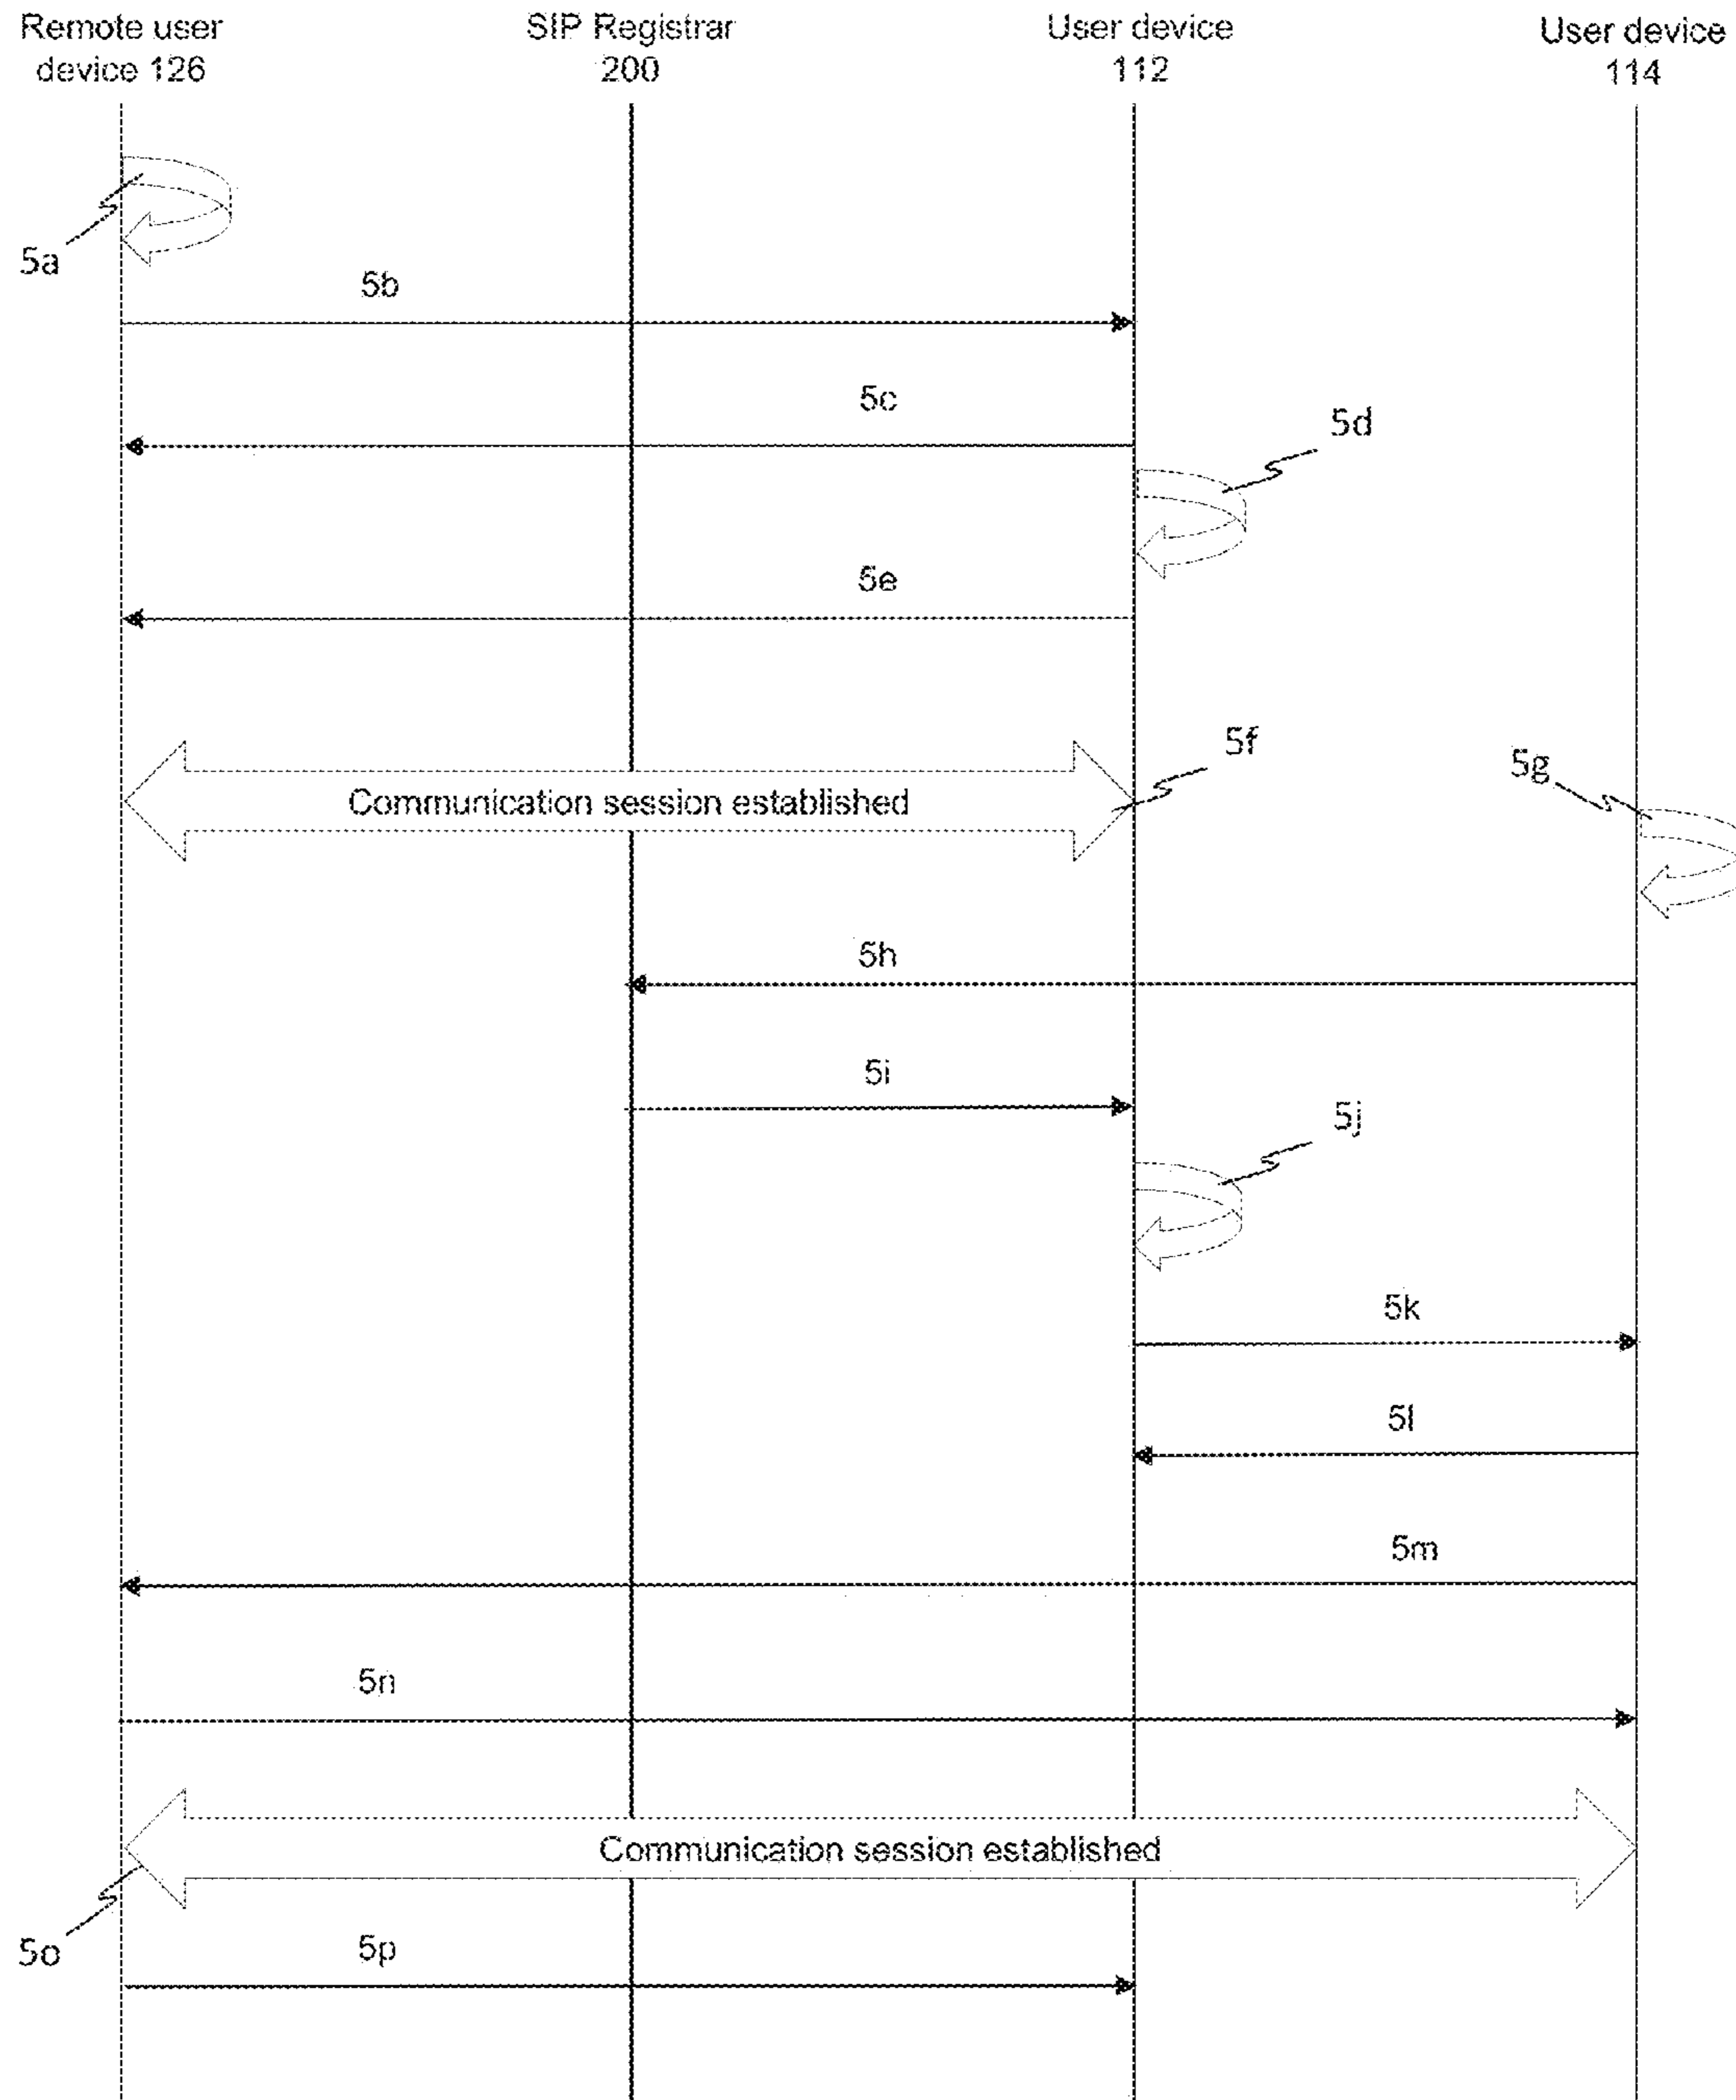 Remote user
device 126
SIP Registrar
200
User device
112
User device
114
5a
5b
5c
5d
5e
5f
Communication session established
5g
5h
5i
5j
5k
5l
5m
5n
Communication session established
5o
5p